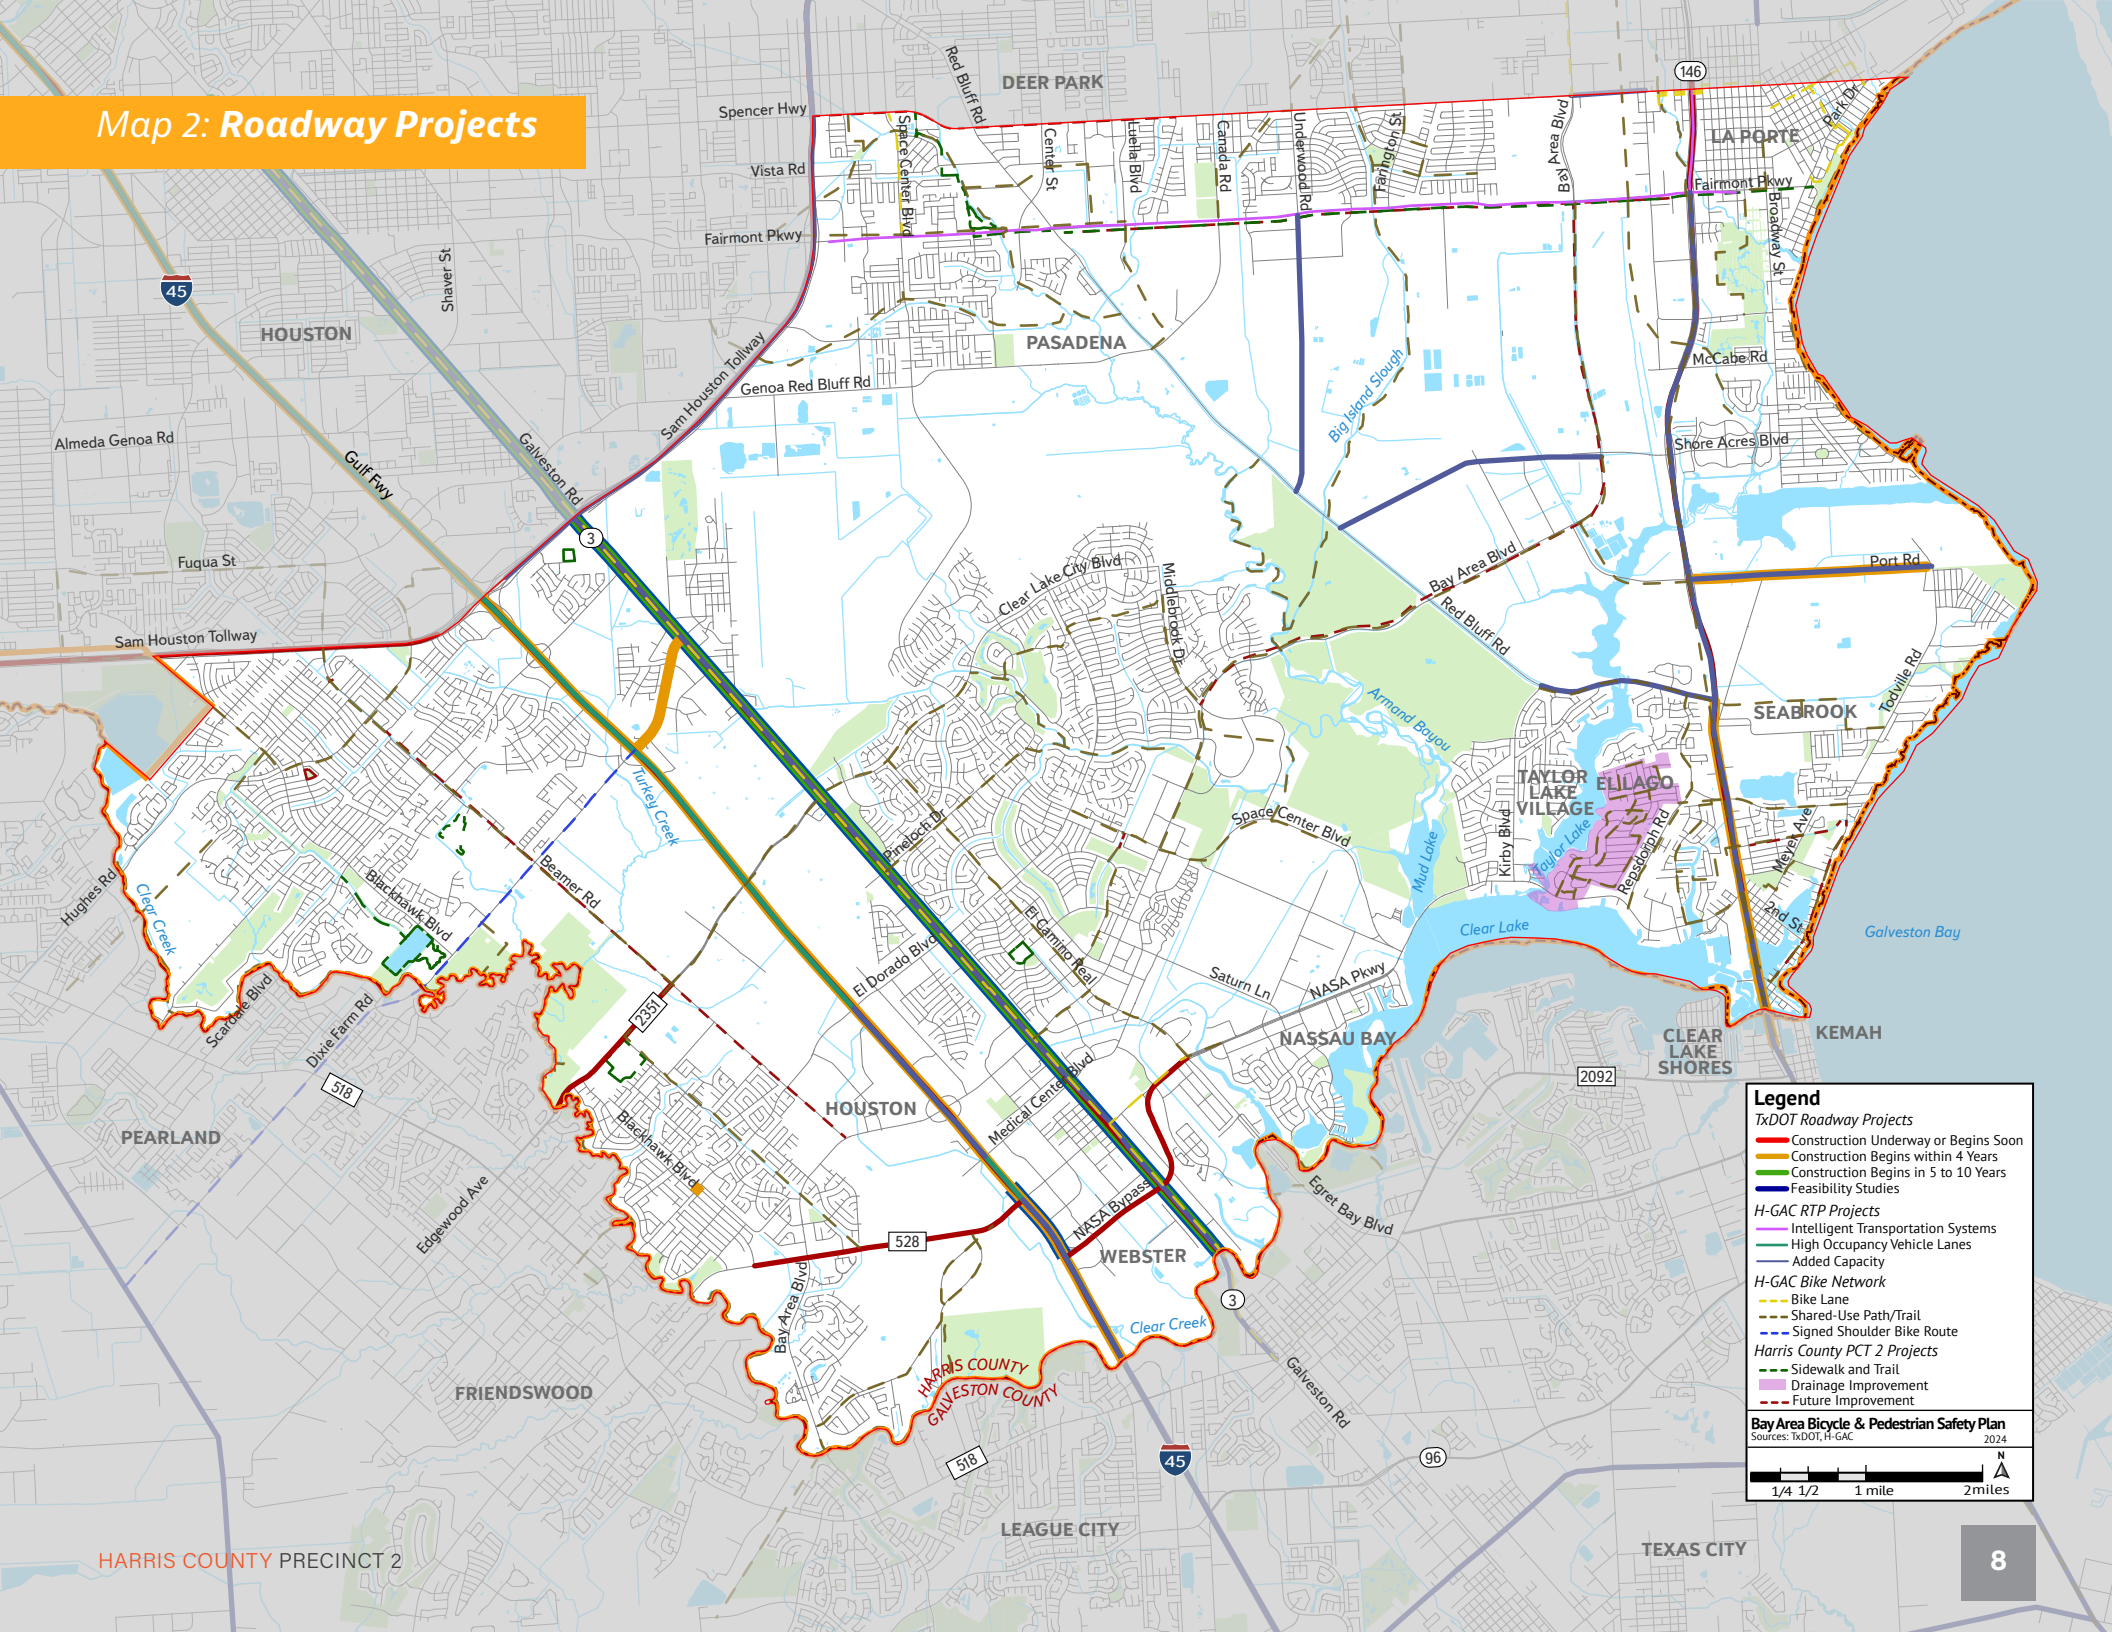 Map 2: Roadway Projects
DEER PARK
Red Bluff Rd
146
Spencer Hwy
Vista Rd
Fairmont Pkwy
Space Center Blvd
Center St
Luella Blvd
Canada Rd
Underwood Rd
Farington St
Bay Area Blvd
LA PORTE
Park Dr
Fairmont Pkwy
Broadway St
45
HOUSTON
Shaver St
PASADENA
Sam Houston Tollway
Genoa Red Bluff Rd
Big Island Slough
McCabe Rd
Almeda Genoa Rd
Gulf Fwy
Galveston Rd
Shore Acres Blvd
3
Fuqua St
Sam Houston Tollway
Clear Lake City Blvd
Middlebrook Dr
Bay Area Blvd
Red Bluff Rd
Port Rd
Armand Bayou
SEABROOK
Todville Rd
Turkey Creek
TAYLOR
LAKE
VILLAGE
EL LAGO
Pineloch Dr
Space Center Blvd
Mud Lake
Kirby Blvd
Taylor Lake
Repsdorph Rd
Meyer Ave
Hughes Rd
Clear Creek
Blackhawk Blvd
Beamer Rd
El Dorado Blvd
El Camino Real
Saturn Ln
NASA Pkwy
Clear Lake
2nd St
Galveston Bay
Scarsdale Blvd
Dixie Farm Rd
2351
NASSAU BAY
CLEAR
LAKE
SHORES
KEMAH
518
2092
PEARLAND
HOUSTON
Medical Center Blvd
Blackhawk Blvd
Edgewood Ave
528
NASA Bypass
WEBSTER
Egret Bay Blvd
3
Bay Area Blvd
Clear Creek
HARRIS COUNTY
GALVESTON COUNTY
FRIENDSWOOD
Galveston Rd
518
45
96
LEAGUE CITY
TEXAS CITY
Legend
TxDOT Roadway Projects
Construction Underway or Begins Soon
Construction Begins within 4 Years
Construction Begins in 5 to 10 Years
Feasibility Studies
H-GAC RTP Projects
Intelligent Transportation Systems
High Occupancy Vehicle Lanes
Added Capacity
H-GAC Bike Network
Bike Lane
Shared-Use Path/Trail
Signed Shoulder Bike Route
Harris County PCT 2 Projects
Sidewalk and Trail
Drainage Improvement
Future Improvement
Bay Area Bicycle & Pedestrian Safety Plan
Sources: TxDOT, H-GAC
2024
N
1/4 1/2 1 mile 2miles
HARRIS COUNTY PRECINCT 2
8